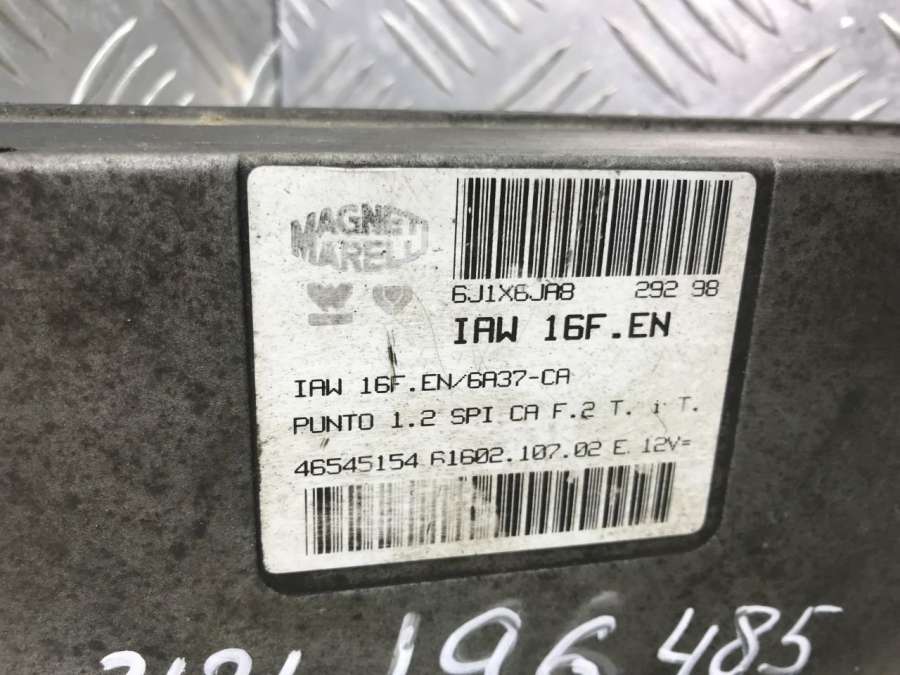 MAGNETI
MARELLI
6J1X6JA8 292 98
IAW 16F.EN
IAW 16F.EN/6A37-CA
PUNTO 1.2 SPI CA F.2 T. i T.
46545154 61602.107.02 E. 12V=
196 485